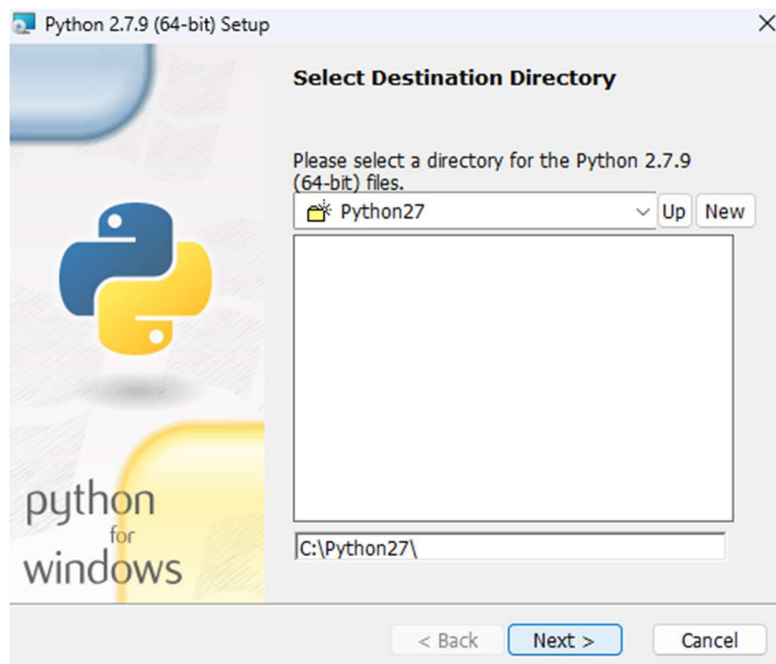 Python 2.7.9 (64-bit) Setup
Select Destination Directory
Please select a directory for the Python 2.7.9
(64-bit) files.
Python27
Up
New
C:\Python27\
python
for
windows
< Back
Next >
Cancel